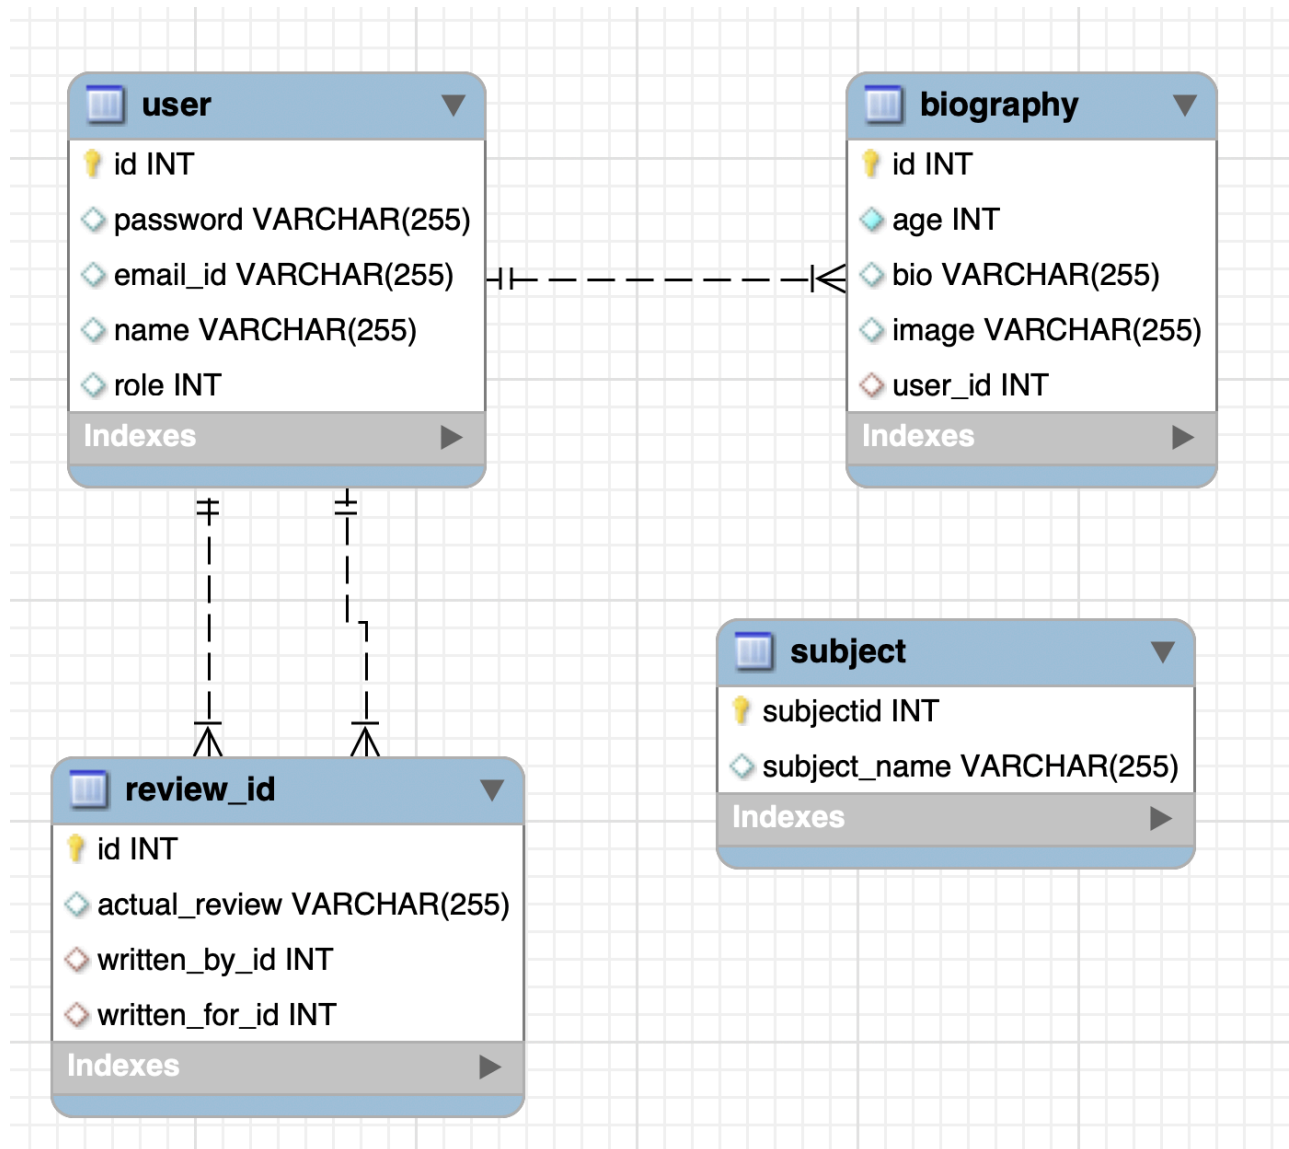 user
id INT
password VARCHAR(255)
email_id VARCHAR(255)
name VARCHAR(255)
role INT
Indexes
biography
id INT
age INT
bio VARCHAR(255)
image VARCHAR(255)
user_id INT
Indexes
subject
subjectid INT
subject_name VARCHAR(255)
Indexes
review_id
id INT
actual_review VARCHAR(255)
written_by_id INT
written_for_id INT
Indexes